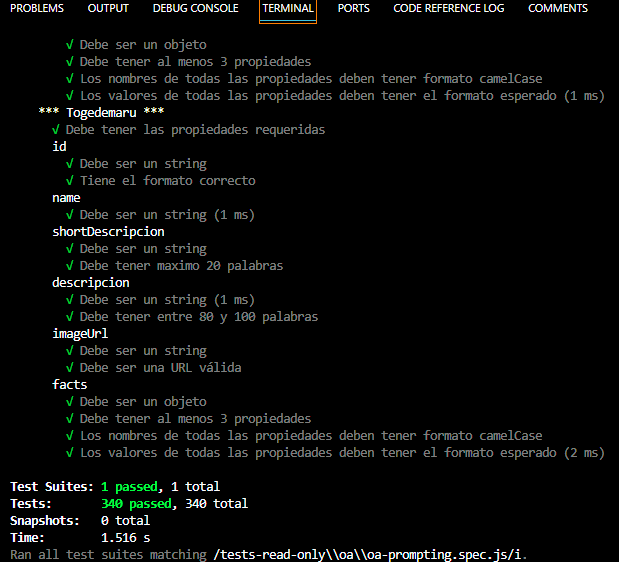 PROBLEMS OUTPUT DEBUG CONSOLE TERMINAL PORTS CODE REFERENCE LOG COMMENTS
√ Debe ser un objeto
√ Debe tener al menos 3 propiedades
√ Los nombres de todas las propiedades deben tener formato camelCase
√ Los valores de todas las propiedades deben tener el formato esperado (1 ms)
*** Togedemaru ***
√ Debe tener las propiedades requeridas
id
√ Debe ser un string
√ Tiene el formato correcto
name
√ Debe ser un string (1 ms)
shortDescripcion
√ Debe ser un string
√ Debe tener maximo 20 palabras
descripcion
√ Debe ser un string (1 ms)
√ Debe tener entre 80 y 100 palabras
imageUrl
√ Debe ser un string
√ Debe ser una URL válida
facts
√ Debe ser un objeto
√ Debe tener al menos 3 propiedades
√ Los nombres de todas las propiedades deben tener formato camelCase
√ Los valores de todas las propiedades deben tener el formato esperado (2 ms)
Test Suites: 1 passed, 1 total
Tests: 340 passed, 340 total
Snapshots: 0 total
Time: 1.516 s
Ran all test suites matching /tests-read-only\\oa\\oa-prompting.spec.js/i.